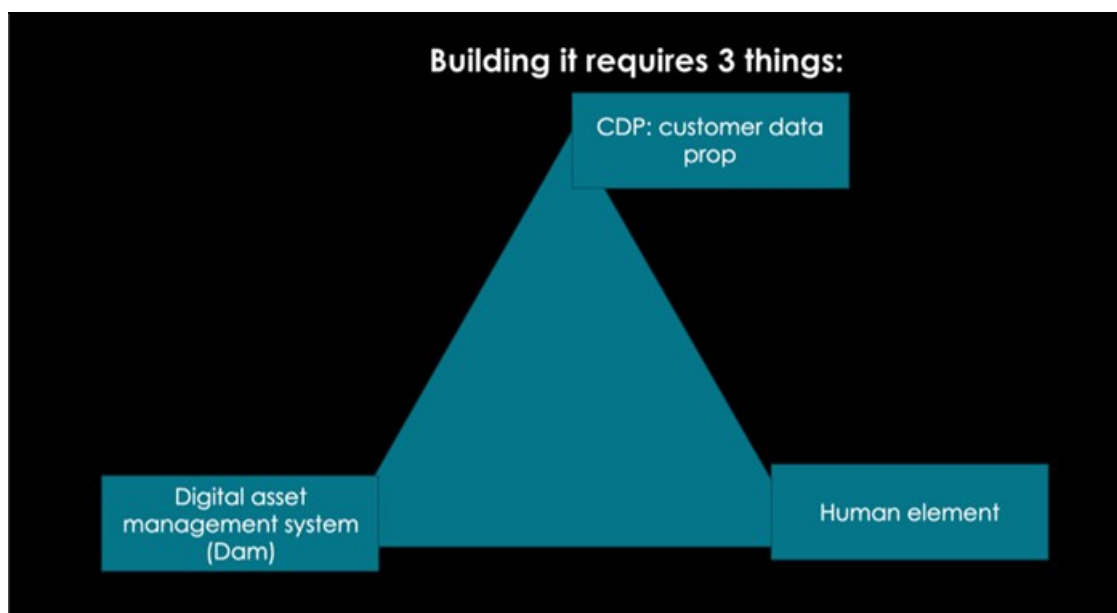 Building it requires 3 things:
CDP: customer data
prop
Digital asset
management system
(Dam)
Human element